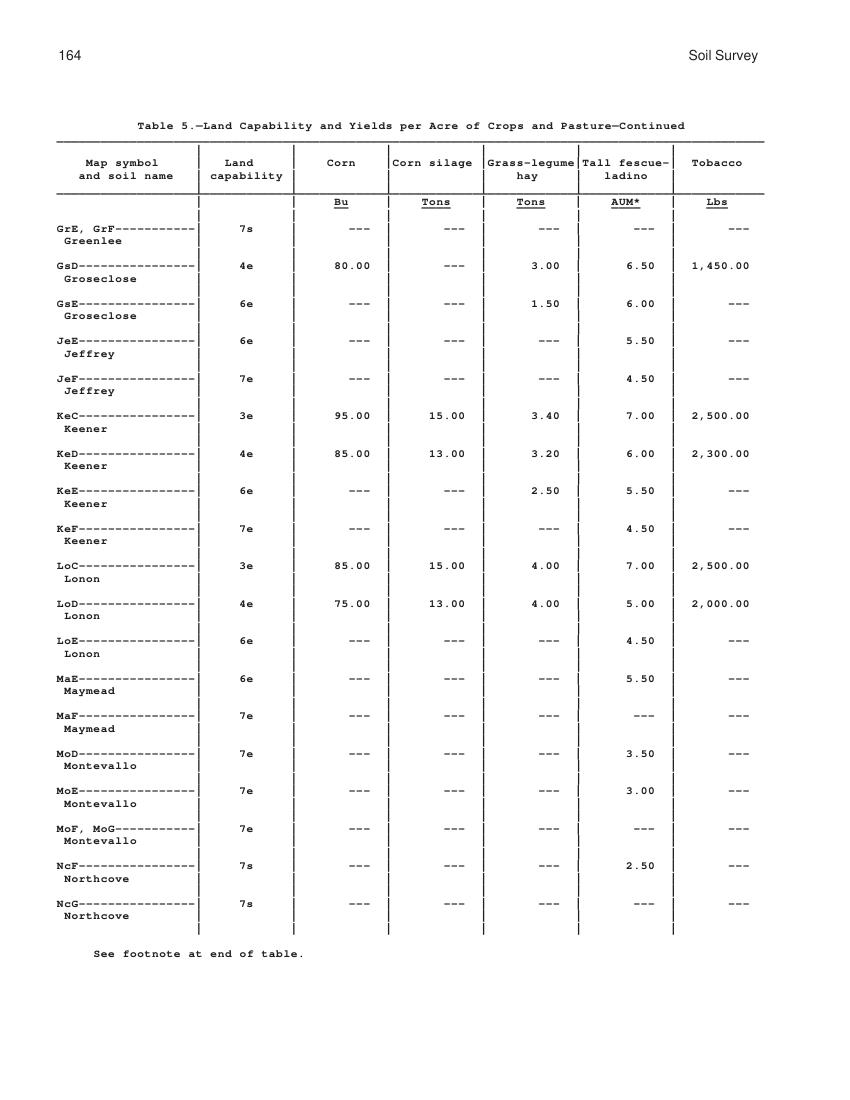 164 Soil Survey
Table 5.—Land Capability and Yields per Acre of Crops and Pasture—Continued
Map symbol | Land | Corn |Corn silage |Grass-legume|Tall fescue-| Tobacco
and soil name | capability | | | hay | ladino |
| | Bu | Tons | Tons | AUM* | Lbs
GrE, GrF-----------| 7s | --- | --- | --- | --- | ---
Greenlee
GsD----------------| 4e | 80.00 | --- | 3.00 | 6.50 | 1,450.00
Groseclose
GsE----------------| 6e | --- | --- | 1.50 | 6.00 | ---
Groseclose
JeE----------------| 6e | --- | --- | --- | 5.50 | ---
Jeffrey
JeF----------------| 7e | --- | --- | --- | 4.50 | ---
Jeffrey
KeC----------------| 3e | 95.00 | 15.00 | 3.40 | 7.00 | 2,500.00
Keener
KeD----------------| 4e | 85.00 | 13.00 | 3.20 | 6.00 | 2,300.00
Keener
KeE----------------| 6e | --- | --- | 2.50 | 5.50 | ---
Keener
KeF----------------| 7e | --- | --- | --- | 4.50 | ---
Keener
LoC----------------| 3e | 85.00 | 15.00 | 4.00 | 7.00 | 2,500.00
Lonon
LoD----------------| 4e | 75.00 | 13.00 | 4.00 | 5.00 | 2,000.00
Lonon
LoE----------------| 6e | --- | --- | --- | 4.50 | ---
Lonon
MaE----------------| 6e | --- | --- | --- | 5.50 | ---
Maymead
MaF----------------| 7e | --- | --- | --- | --- | ---
Maymead
MoD----------------| 7e | --- | --- | --- | 3.50 | ---
Montevallo
MoE----------------| 7e | --- | --- | --- | 3.00 | ---
Montevallo
MoF, MoG-----------| 7e | --- | --- | --- | --- | ---
Montevallo
NcF----------------| 7s | --- | --- | --- | 2.50 | ---
Northcove
NcG----------------| 7s | --- | --- | --- | --- | ---
Northcove
See footnote at end of table.